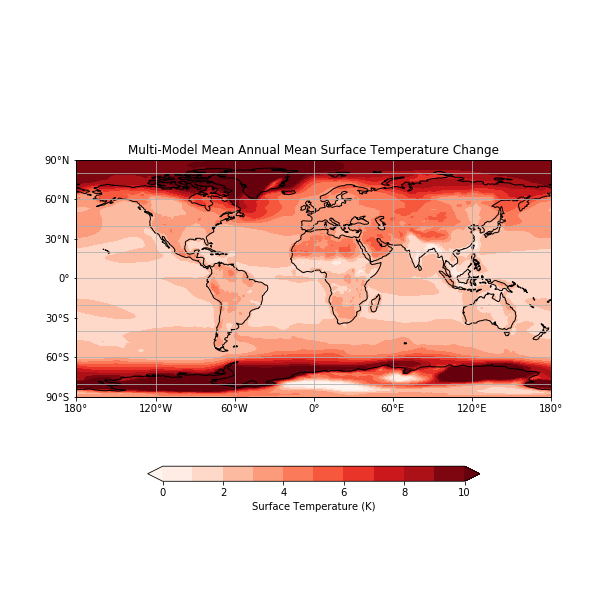 Multi-Model Mean Annual Mean Surface Temperature Change
90°N
60°N
30°N
0°
30°S
60°S
90°S
180° 120°W 60°W 0° 60°E 120°E 180°
0 2 4 6 8 10
Surface Temperature (K)